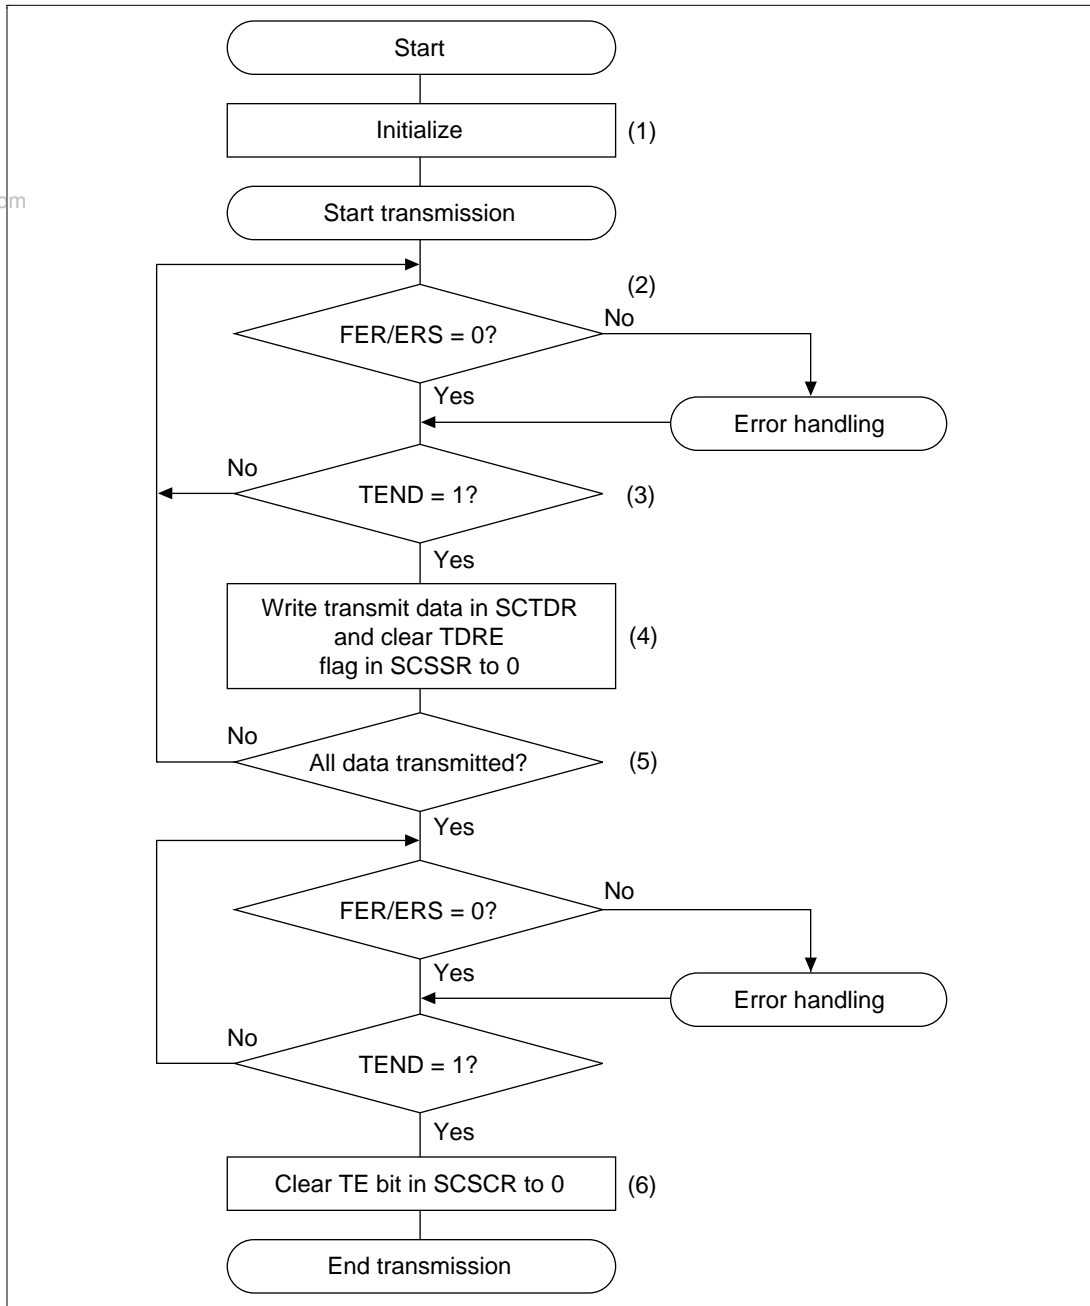 Start
Initialize
(1)
om
Start transmission
(2)
FER/ERS = 0?
No
Yes
Error handling
No
TEND = 1?
(3)
Yes
Write transmit data in SCTDR
and clear TDRE
flag in SCSSR to 0
(4)
No
All data transmitted?
(5)
Yes
FER/ERS = 0?
No
Yes
Error handling
No
TEND = 1?
Yes
Clear TE bit in SCSCR to 0
(6)
End transmission